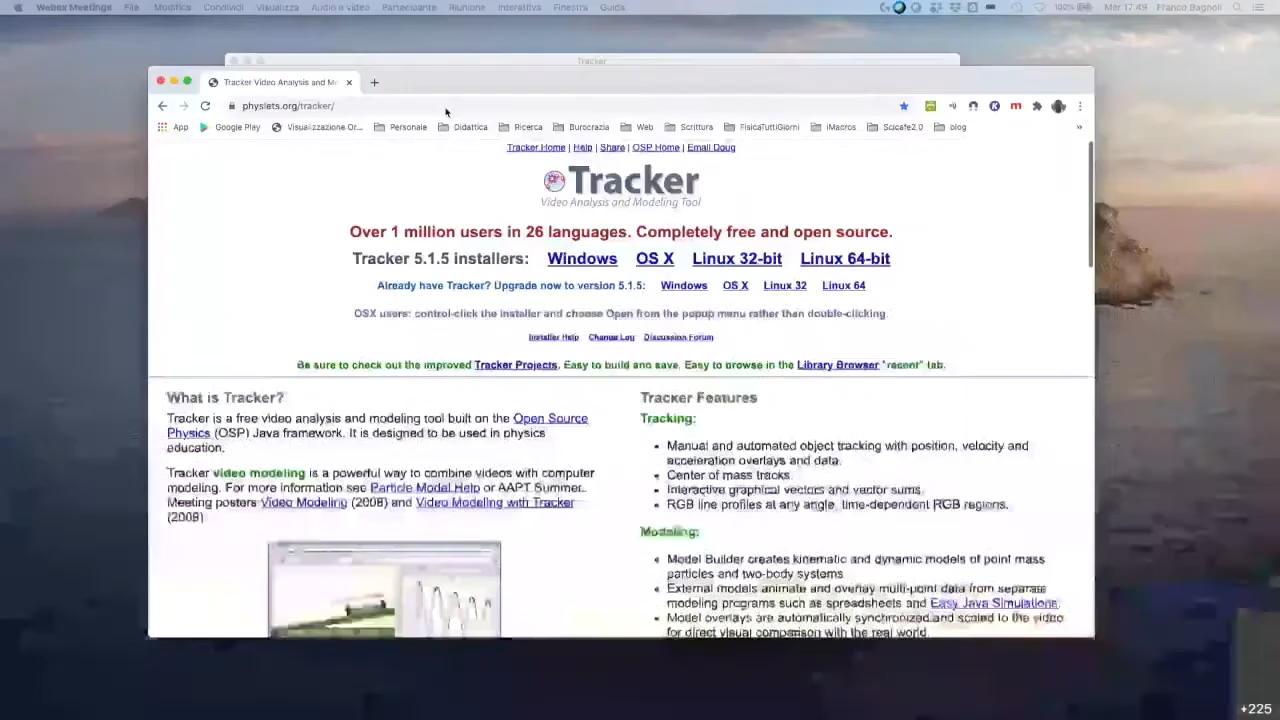 Webex Meetings File Modifica Condividi Visualizza Audio e video Partecipante Riunione Interattiva Finestra Guida 100% Mer 17:49 Franco Bagnoli
Tracker
Tracker Video Analysis and Mo
physlets.org/tracker/
App Google Play Visualizzazione Or... Personale Didattica Ricerca Burocrazia Web Scrittura FisicaTuttiGiorni iMacros Scicafe2.0 blog »
Tracker Home | Help | Share | OSP Home | Email Doug
Tracker
Video Analysis and Modeling Tool
Over 1 million users in 26 languages. Completely free and open source.
Tracker 5.1.5 installers: Windows OS X Linux 32-bit Linux 64-bit
Already have Tracker? Upgrade now to version 5.1.5: Windows OS X Linux 32 Linux 64
OSX users: control-click the installer and choose Open from the popup menu rather than double-clicking.
Installer Help Change Log Discussion Forum
Be sure to check out the improved Tracker Projects. Easy to build and save. Easy to browse in the Library Browser "recent" tab.
What is Tracker?
Tracker is a free video analysis and modeling tool built on the Open Source
Physics (OSP) Java framework. It is designed to be used in physics
education.
Tracker video modeling is a powerful way to combine videos with computer
modeling. For more information see Particle Model Help or AAPT Summer
Meeting posters Video Modeling (2008) and Video Modeling with Tracker
(2009)
Tracker Features
Tracking:
Manual and automated object tracking with position, velocity and
acceleration overlays and data.
Center of mass tracks.
Interactive graphical vectors and vector sums.
RGB line profiles at any angle, time-dependent RGB regions.
Modeling:
Model Builder creates kinematic and dynamic models of point mass
particles and two-body systems
External models animate and overlay multi-point data from separate
modeling programs such as spreadsheets and Easy Java Simulations.
Model overlays are automatically synchronized and scaled to the video
for direct visual comparison with the real world.
+225